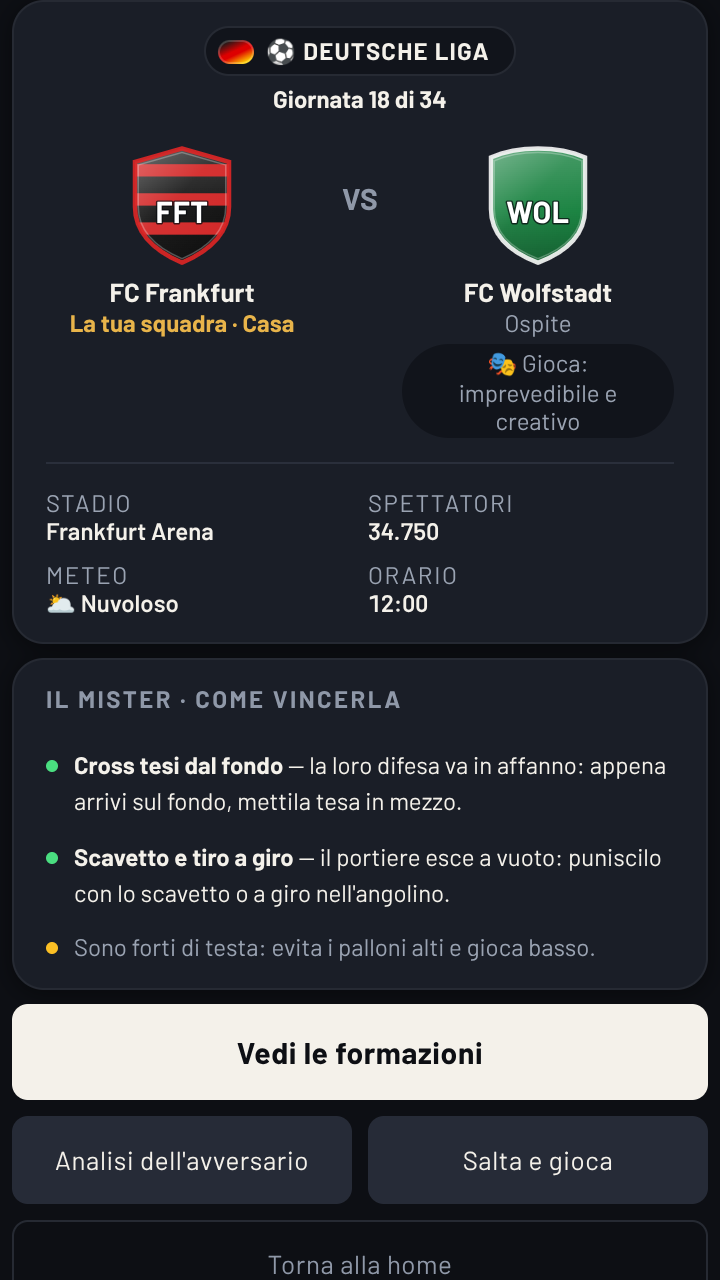 DEUTSCHE LIGA
Giornata 18 di 34
FFT
VS
WOL
FC Frankfurt
FC Wolfstadt
La tua squadra · Casa
Ospite
Gioca:
imprevedibile e
creativo
STADIO
SPETTATORI
Frankfurt Arena
34.750
METEO
ORARIO
Nuvoloso
12:00
IL MISTER · COME VINCERLA
Cross tesi dal fondo — la loro difesa va in affanno: appena
arrivi sul fondo, mettila tesa in mezzo.
Scavetto e tiro a giro — il portiere esce a vuoto: puniscilo
con lo scavetto o a giro nell'angolino.
Sono forti di testa: evita i palloni alti e gioca basso.
Vedi le formazioni
Analisi dell'avversario
Salta e gioca
Torna alla home